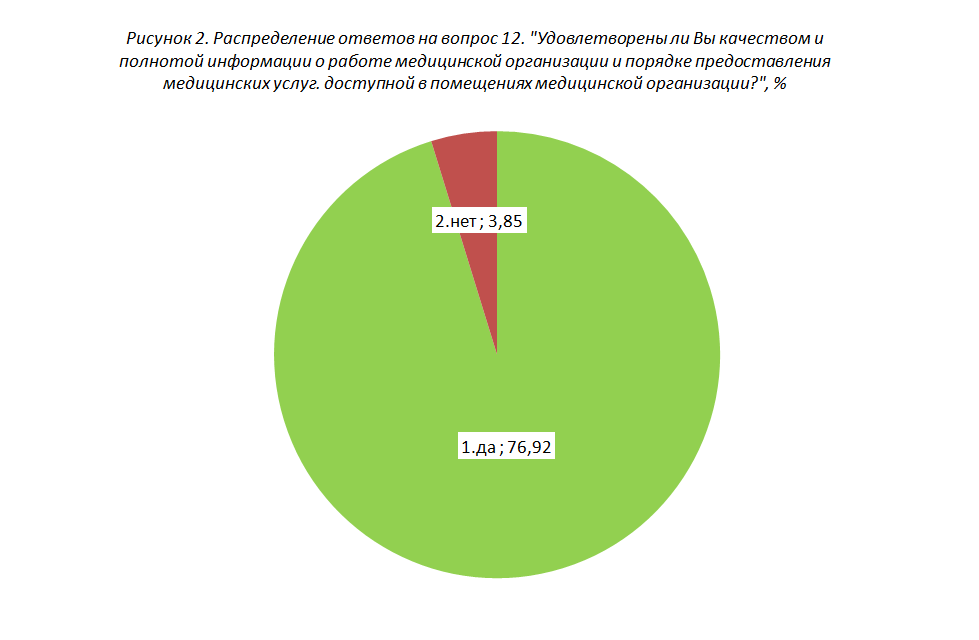 Рисунок 2. Распределение ответов на вопрос 12. "Удовлетворены ли Вы качеством и
полнотой информации о работе медицинской организации и порядке предоставления
медицинских услуг. доступной в помещениях медицинской организации?", %
2.нет ; 3,85
1.да ; 76,92